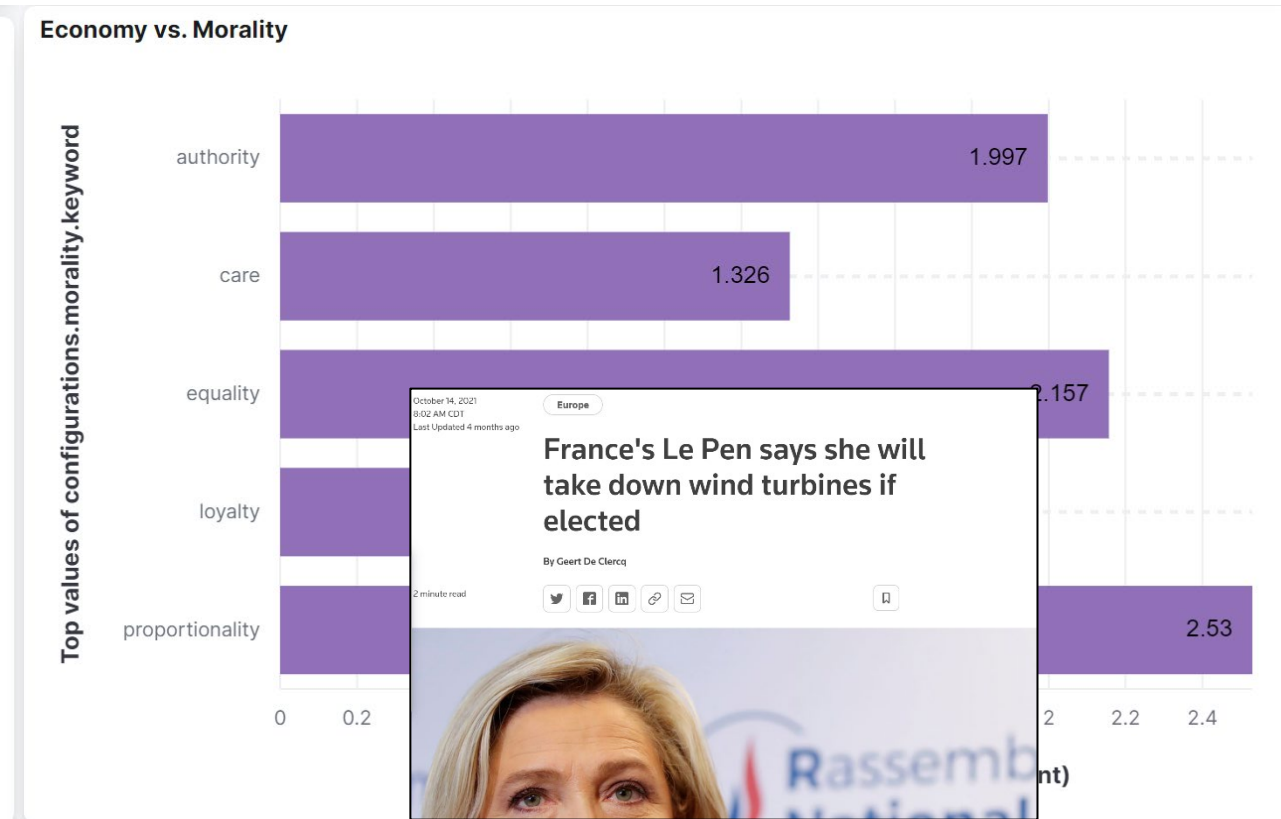 Economy vs. Morality
Top values of configurations.morality.keyword
authority
1.997
care
1.326
equality
.157
loyalty
proportionality
2.53
0 0.2 2 2.2 2.4
nt)
October 14, 2021
8:02 AM CDT
Last Updated 4 months ago
Europe
France's Le Pen says she will
take down wind turbines if
elected
By Geert De Clercq
2 minute read
Rassemb
National